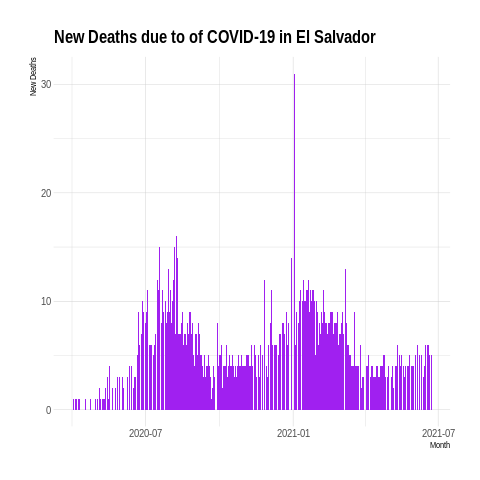 New Deaths due to of COVID-19 in El Salvador
New Deaths
30
20
10
0
2020-07
2021-01
2021-07
Month